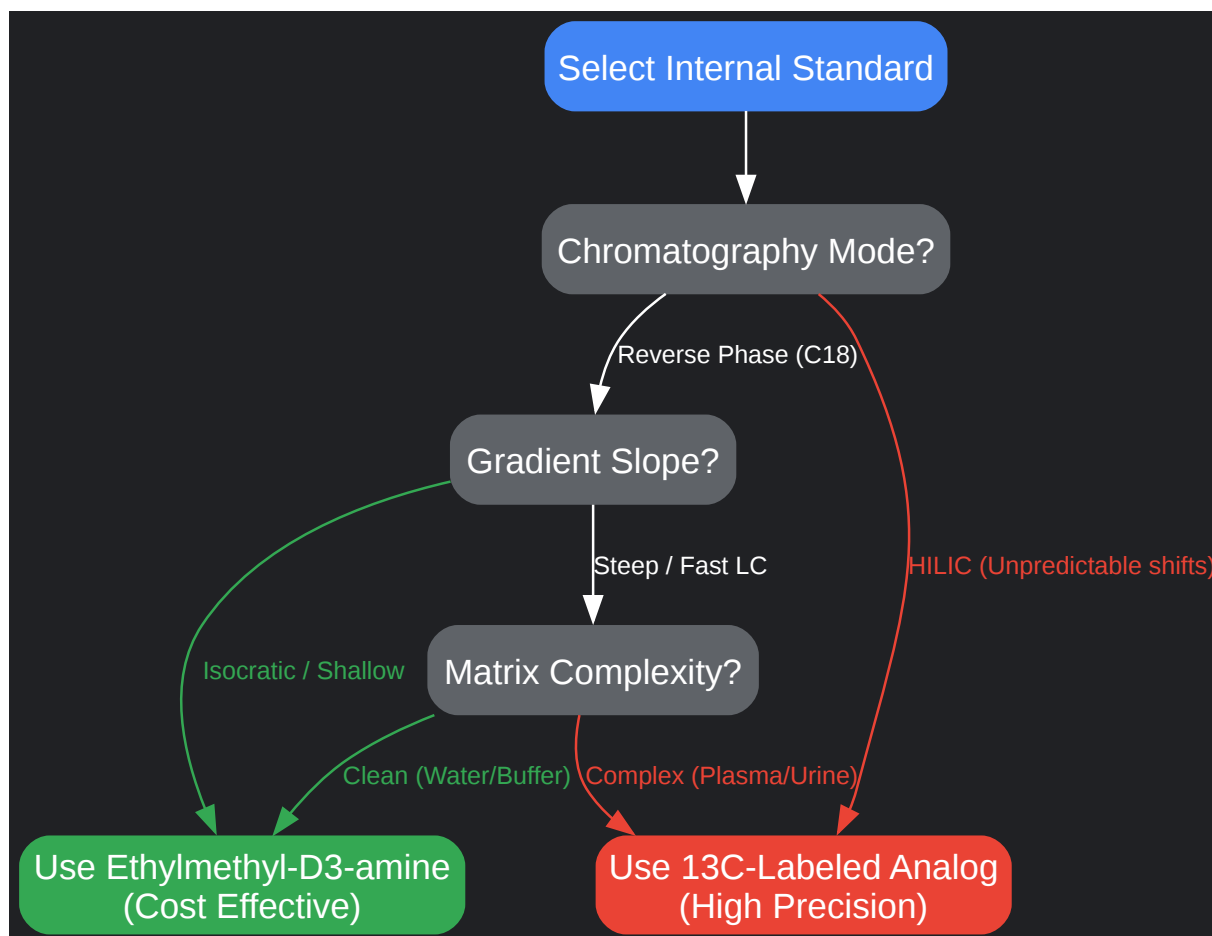 Select Internal Standard
Chromatography Mode?
Reverse Phase (C18)
Gradient Slope?
Steep / Fast LC
HILIC (Unpredictable shifts)
Isocratic / Shallow
Matrix Complexity?
Clean (Water/Buffer)
Complex (Plasma/Urine)
Use Ethylmethyl-D3-amine
(Cost Effective)
Use 13C-Labeled Analog
(High Precision)